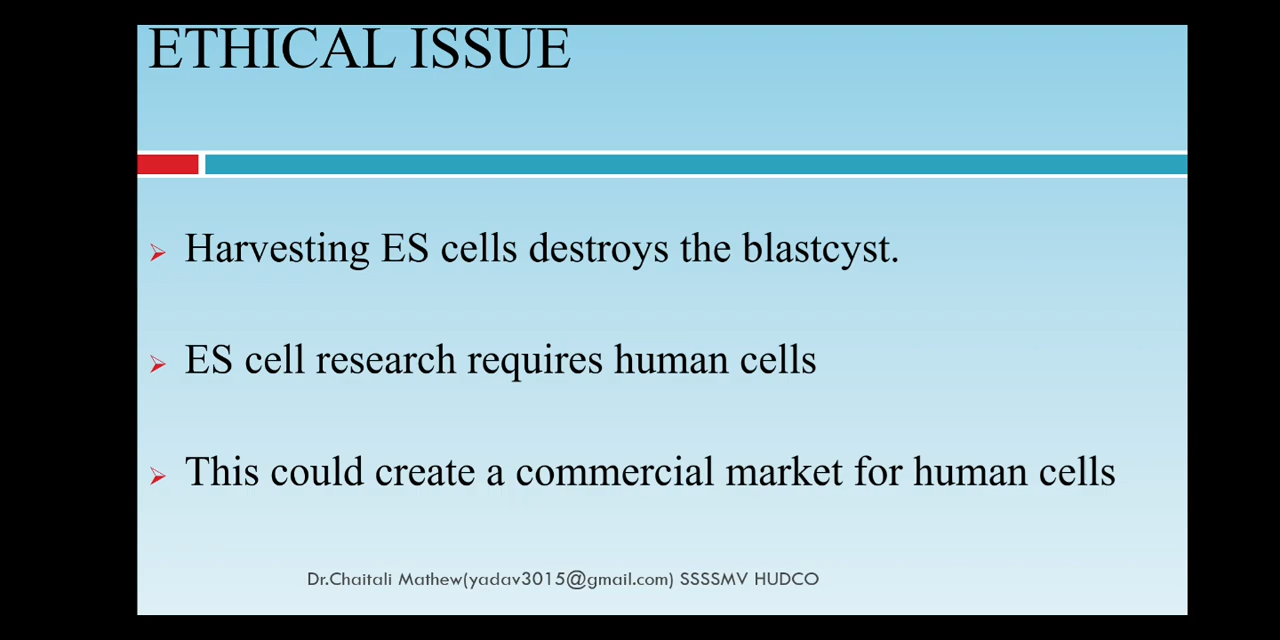 ETHICAL ISSUE
Harvesting ES cells destroys the blastcyst.
ES cell research requires human cells
This could create a commercial market for human cells
Dr.Chaitali Mathew(yadav3015@gmail.com) SSSSMV HUDCO